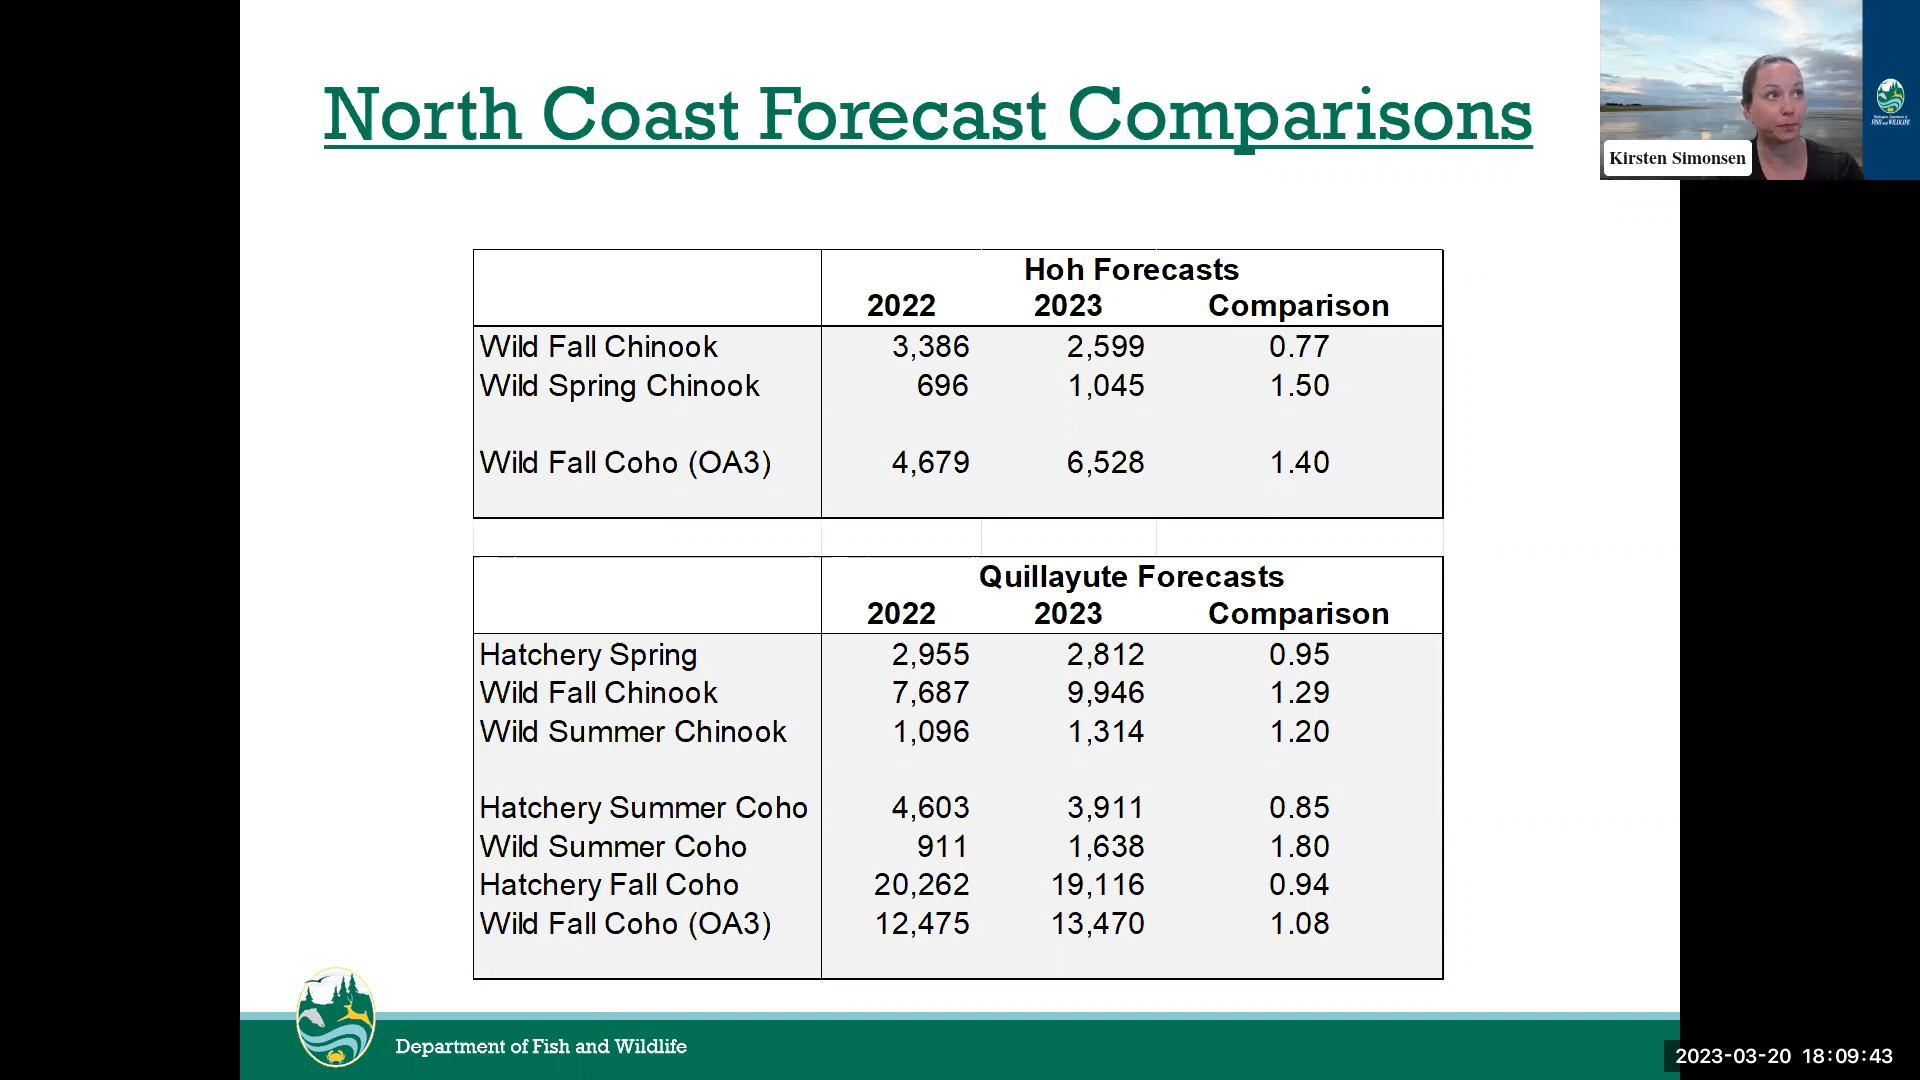 North Coast Forecast Comparisons
Kirsten Simonsen
FISH and WILDLIFE
Hoh Forecasts
2022 2023 Comparison
Wild Fall Chinook 3,386 2,599 0.77
Wild Spring Chinook 696 1,045 1.50
Wild Fall Coho (OA3) 4,679 6,528 1.40
Quillayute Forecasts
2022 2023 Comparison
Hatchery Spring 2,955 2,812 0.95
Wild Fall Chinook 7,687 9,946 1.29
Wild Summer Chinook 1,096 1,314 1.20
Hatchery Summer Coho 4,603 3,911 0.85
Wild Summer Coho 911 1,638 1.80
Hatchery Fall Coho 20,262 19,116 0.94
Wild Fall Coho (OA3) 12,475 13,470 1.08
Department of Fish and Wildlife
2023-03-20 18:09:43